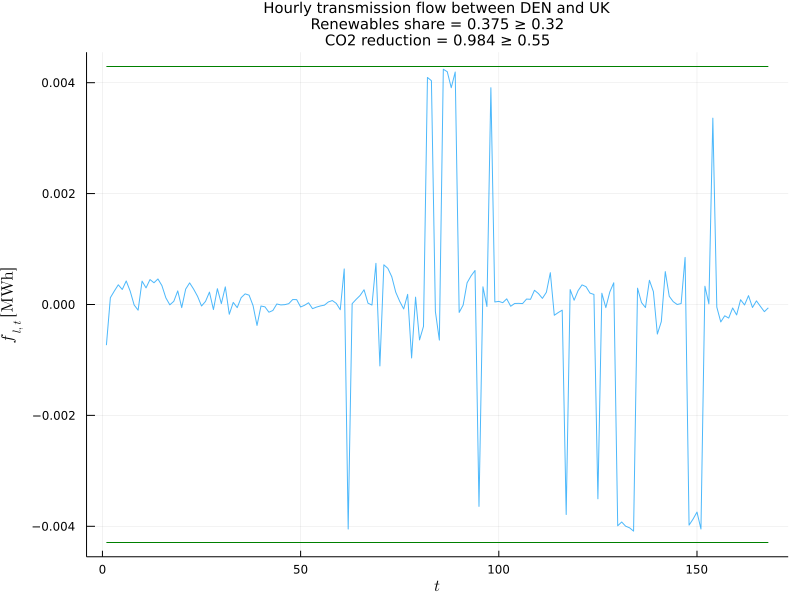 Hourly transmission flow between DEN and UK
Renewables share = 0.375 ≥ 0.32
CO2 reduction = 0.984 ≥ 0.55
0.004
0.002
0.000
−0.002
−0.004
f l, t [MWh]
0 50 100 150
t